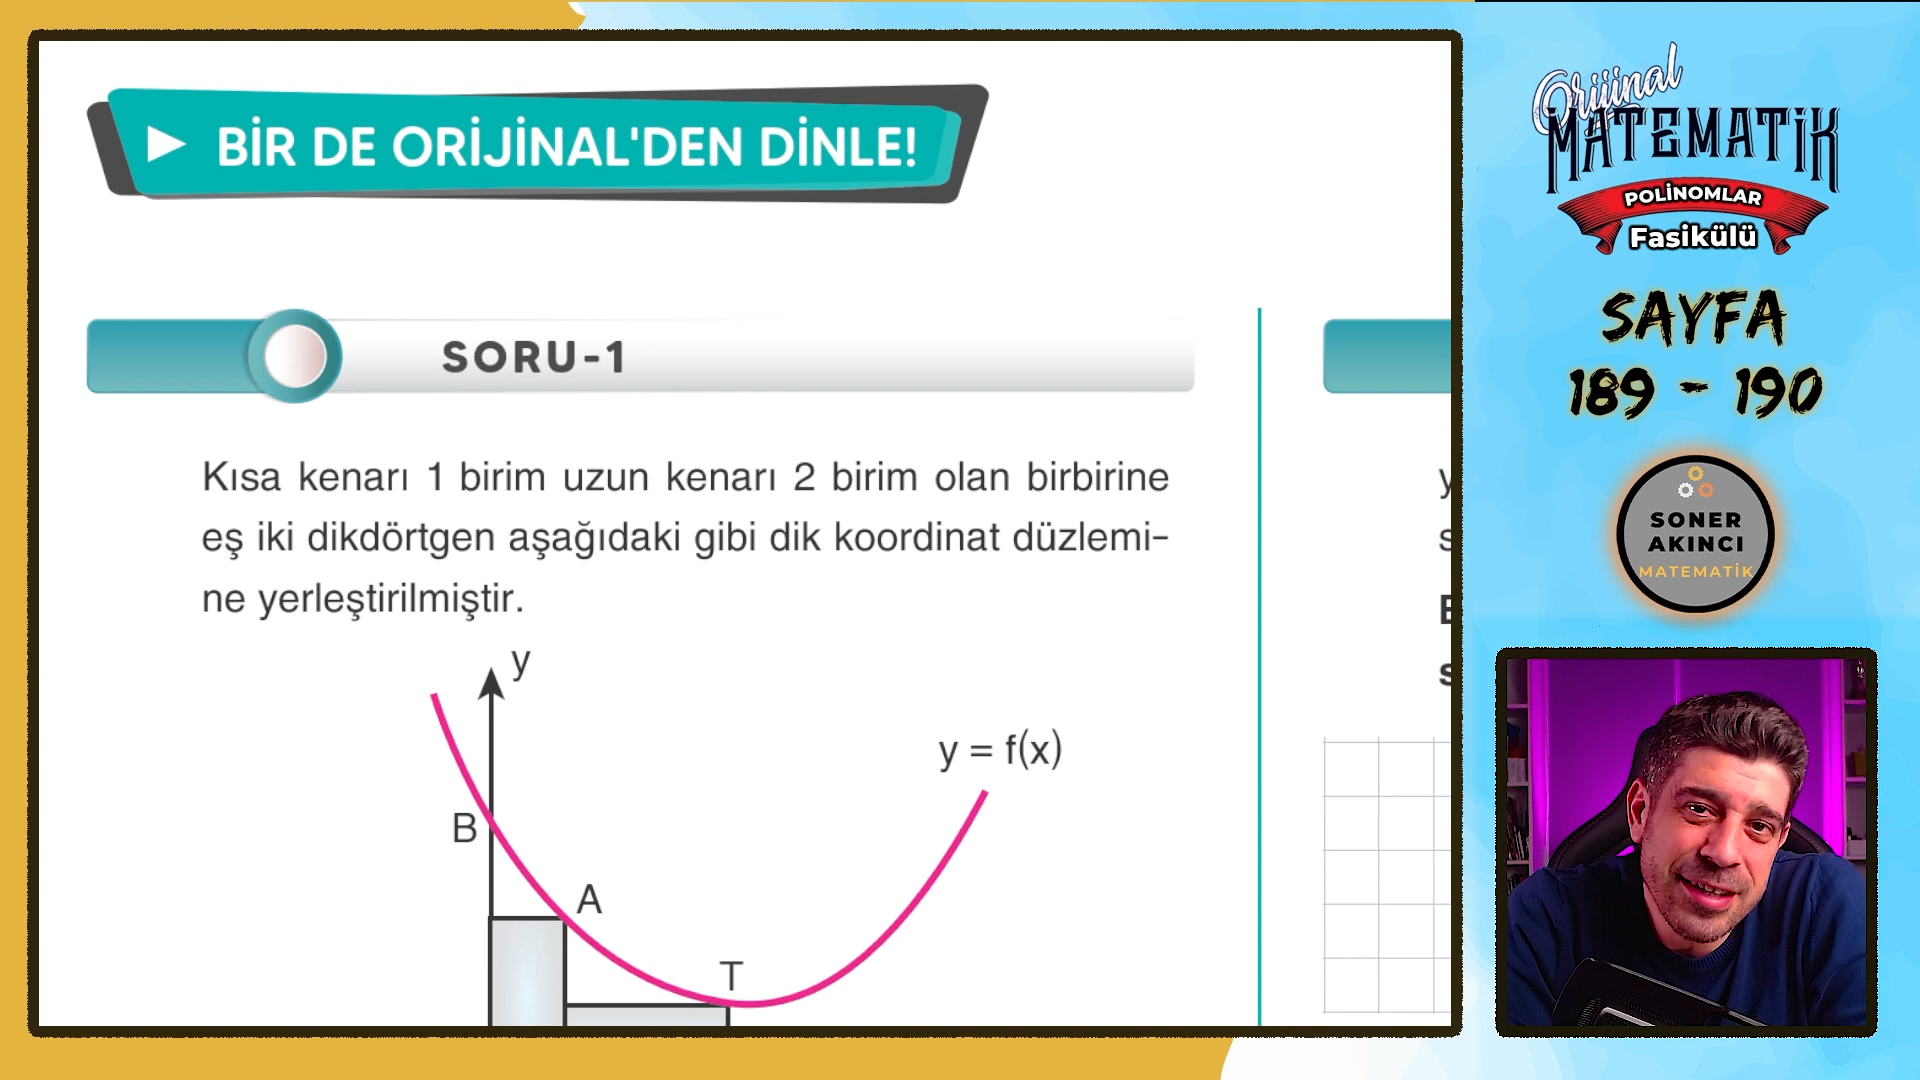 BİR DE ORİJİNAL'DEN DİNLE!
SORU-1
Kısa kenarı 1 birim uzun kenarı 2 birim olan birbirine
eş iki dikdörtgen aşağıdaki gibi dik koordinat düzlemi-
ne yerleştirilmiştir.
y
y = f(x)
B
A
T
Orijinal
MATEMATİK
POLİNOMLAR
Fasikülü
SAYFA
189 - 190
SONER
AKINCI
MATEMATİK